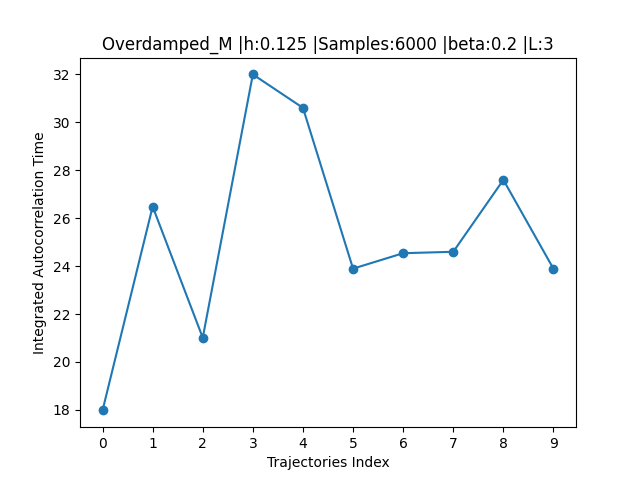 Overdamped_M |h:0.125 |Samples:6000 |beta:0.2 |L:3
Integrated Autocorrelation Time
32
30
28
26
24
22
20
18
0 1 2 3 4 5 6 7 8 9
Trajectories Index